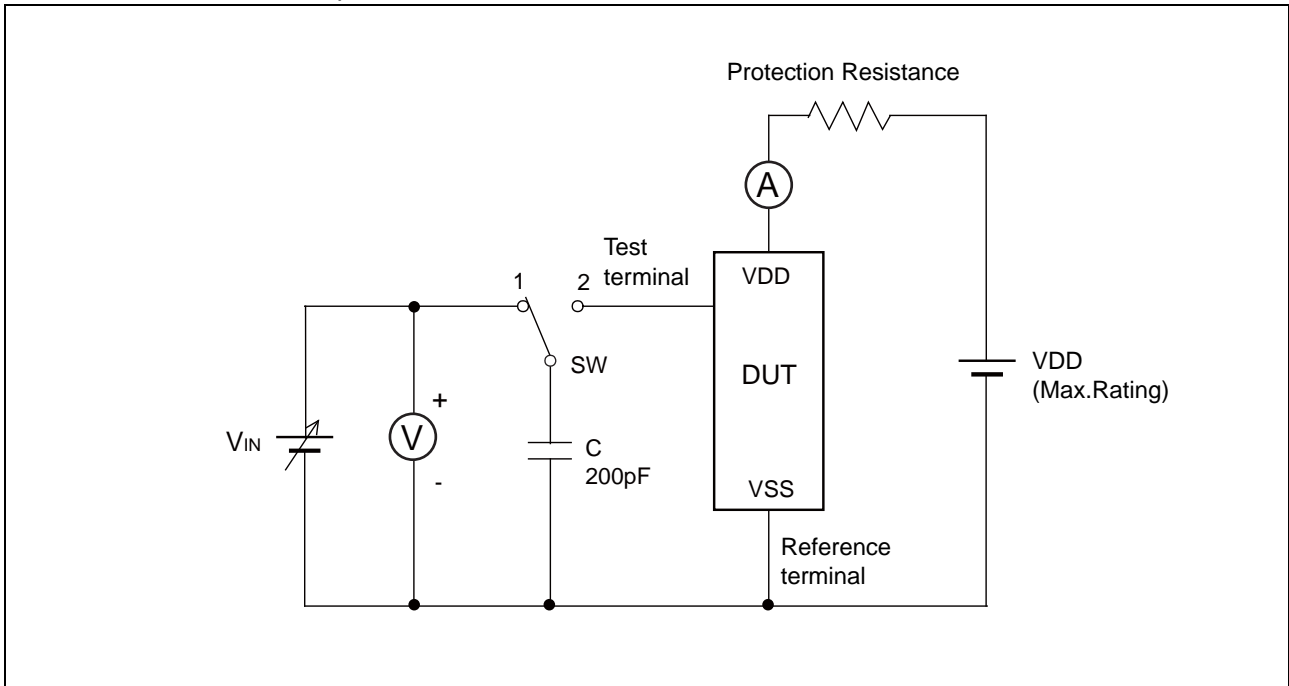 Protection Resistance
A
Test
terminal
1
2
VDD
SW
DUT
VDD
(Max.Rating)
+
VIN
V
C
200pF
-
VSS
Reference
terminal